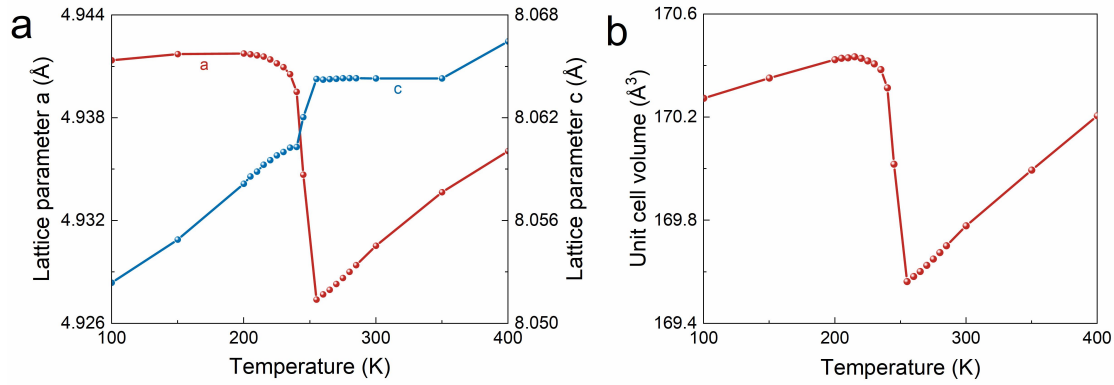 a
4.944
4.938
4.932
4.926
Lattice parameter a (Å)
a
c
8.068
8.062
8.056
8.050
Lattice parameter c (Å)
100 200 300 400
Temperature (K)
b
170.6
170.2
169.8
169.4
Unit cell volume (Å³)
100 200 300 400
Temperature (K)